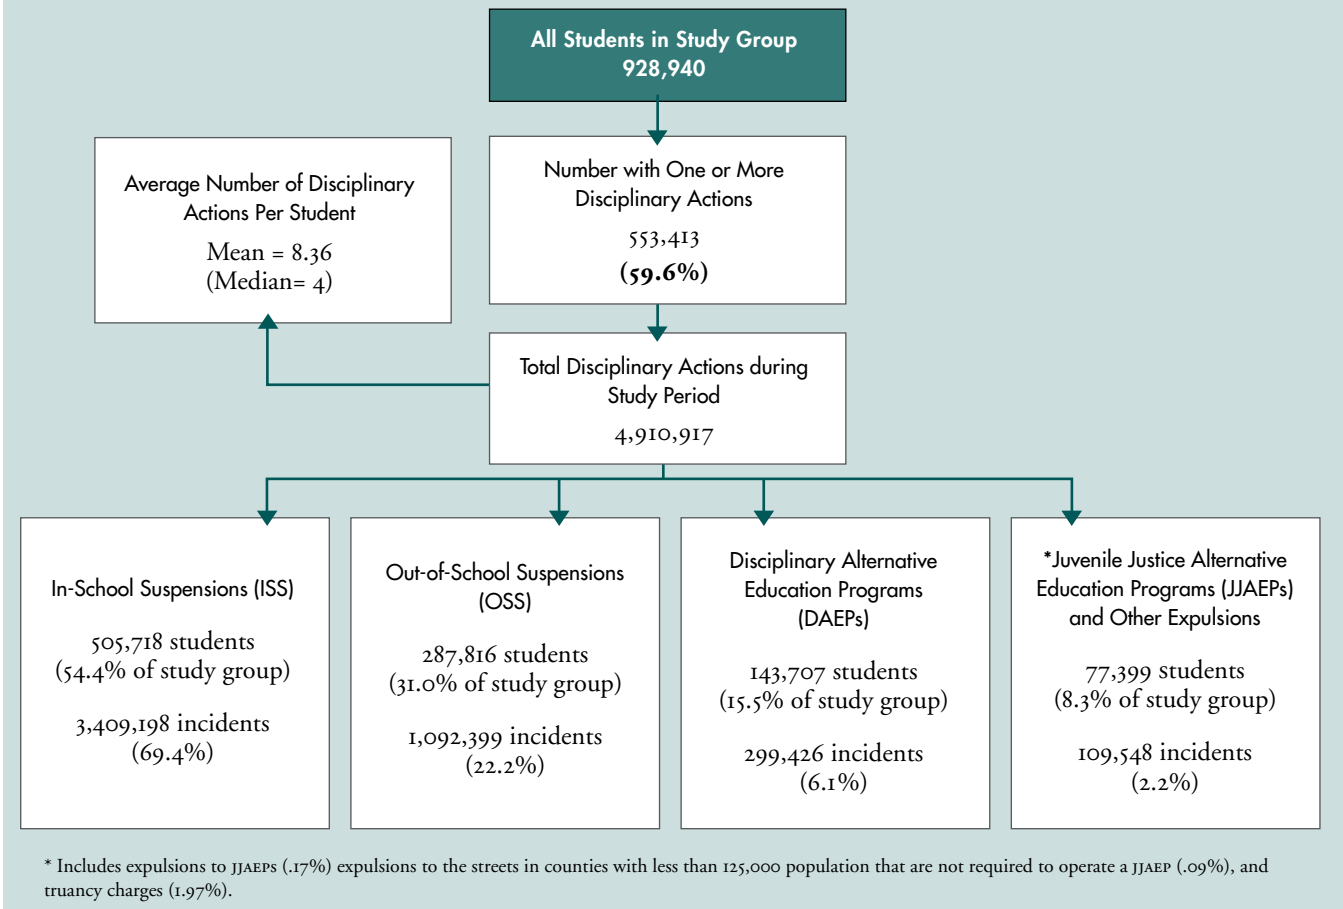 All Students in Study Group
928,940
Number with One or More
Disciplinary Actions
553,413
(59.6%)
Average Number of Disciplinary
Actions Per Student
Mean = 8.36
(Median= 4)
Total Disciplinary Actions during
Study Period
4,910,917
In-School Suspensions (ISS)
505,718 students
(54.4% of study group)
3,409,198 incidents
(69.4%)
Out-of-School Suspensions
(OSS)
287,816 students
(31.0% of study group)
1,092,399 incidents
(22.2%)
Disciplinary Alternative
Education Programs
(DAEPs)
143,707 students
(15.5% of study group)
299,426 incidents
(6.1%)
*Juvenile Justice Alternative
Education Programs (JJAEPs)
and Other Expulsions
77,399 students
(8.3% of study group)
109,548 incidents
(2.2%)
* Includes expulsions to JJAEPs (.17%) expulsions to the streets in counties with less than 125,000 population that are not required to operate a JJAEP (.09%), and
truancy charges (1.97%).